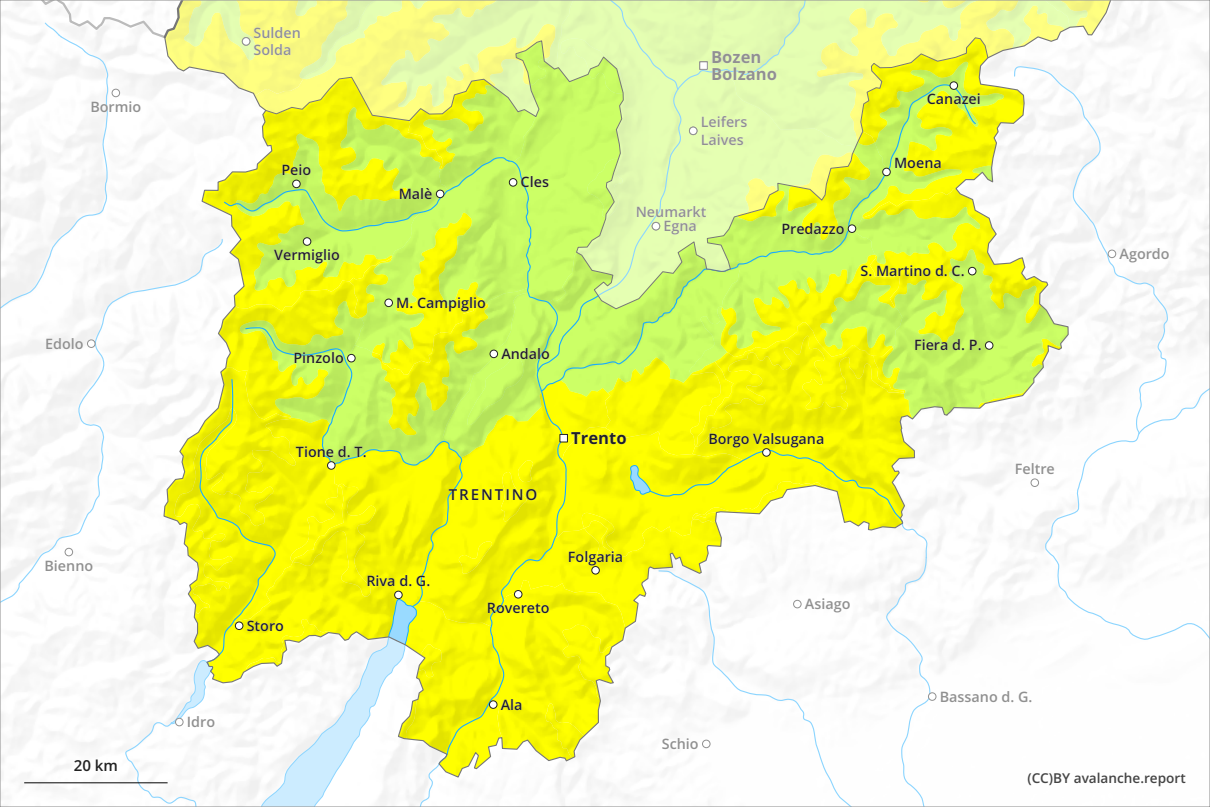 Sulden
Solda
Bozen
Bolzano
Bormio
Canazei
Leifers
Laives
Moena
Peio
Malè
Cles
Neumarkt
Egna
Predazzo
Vermiglio
Agordo
S. Martino d. C.
M. Campiglio
Edolo
Pinzolo
Andalo
Fiera d. P.
Trento
Borgo Valsugana
Tione d. T.
Feltre
TRENTINO
Bienno
Folgaria
Riva d. G.
Rovereto
Asiago
Storo
Bassano d. G.
Ala
Idro
Schio
20 km
(CC)BY avalanche.report